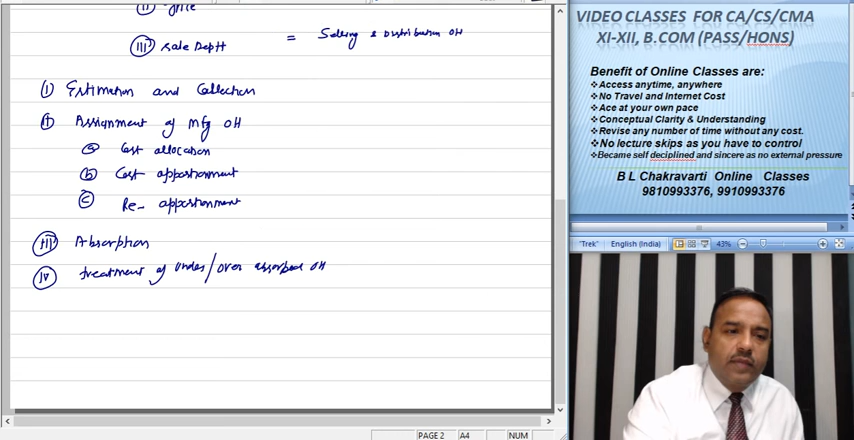 (II) office
(III) Sale Deptt = Selling & Distribution OH
(I) Estimation and Collection
(II) Assignment of Mfg OH
(a) Cost allocation
(b) Cost apportionment
(c) Re- apportionment
(III) Absorption
(IV) treatment of Under/over absorbed OH
PAGE 2 A4 NUM
VIDEO CLASSES FOR CA/CS/CMA
XI-XII, B.COM (PASS/HONS)
Benefit of Online Classes are:
❖Access anytime, anywhere
❖No Travel and Internet Cost
❖Ace at your own pace
❖Conceptual Clarity & Understanding
❖Revise any number of time without any cost.
❖No lecture skips as you have to control
❖Became self deciplined and sincere as no external pressure
B L Chakravarti Online Classes
9810993376, 9910993376
"Trek" English (India) 43%